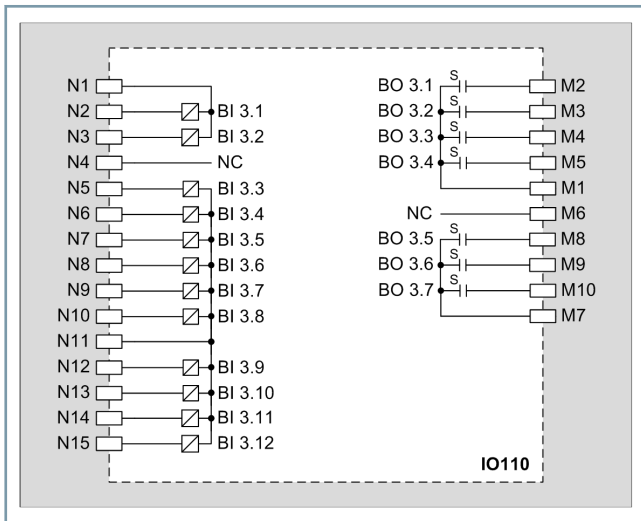 N1
N2 BI 3.1
N3 BI 3.2
N4 NC
N5 BI 3.3
N6 BI 3.4
N7 BI 3.5
N8 BI 3.6
N9 BI 3.7
N10 BI 3.8
N11
N12 BI 3.9
N13 BI 3.10
N14 BI 3.11
N15 BI 3.12
BO 3.1 S M2
BO 3.2 S M3
BO 3.3 S M4
BO 3.4 S M5
M1
NC M6
BO 3.5 S M8
BO 3.6 S M9
BO 3.7 S M10
M7
IO110